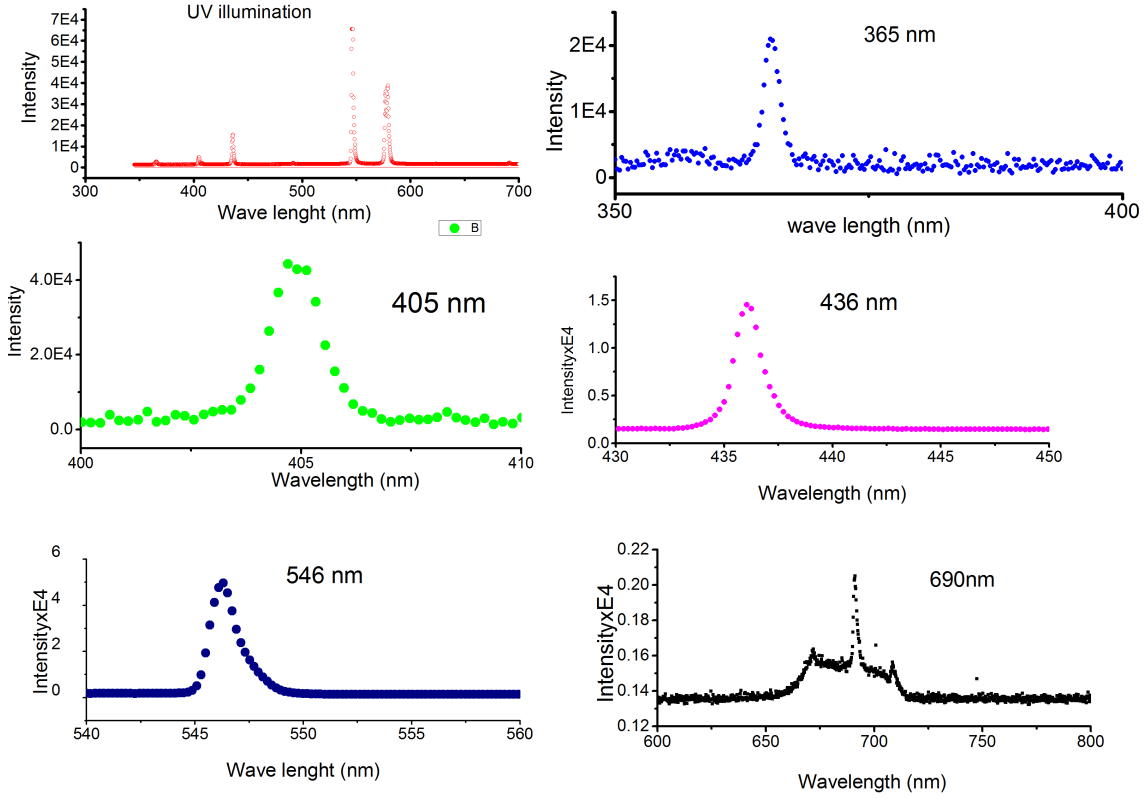 UV illumination
7E4
6E4
5E4
4E4
3E4
2E4
1E4
0
Intensity
300 400 500 600 700
Wave lenght (nm)
365 nm
2E4
1E4
0
Intensity
350 400
wave length (nm)
B
405 nm
4.0E4
2.0E4
0.0
Intensity
400 405 410
Wavelength (nm)
436 nm
1.5
1.0
0.5
0.0
IntensityxE4
430 435 440 445 450
Wavelength (nm)
546 nm
6
4
2
0
IntensityxE4
540 545 550 555 560
Wave lenght (nm)
690nm
0.22
0.20
0.18
0.16
0.14
0.12
IntensityxE4
600 650 700 750 800
Wavelength (nm)